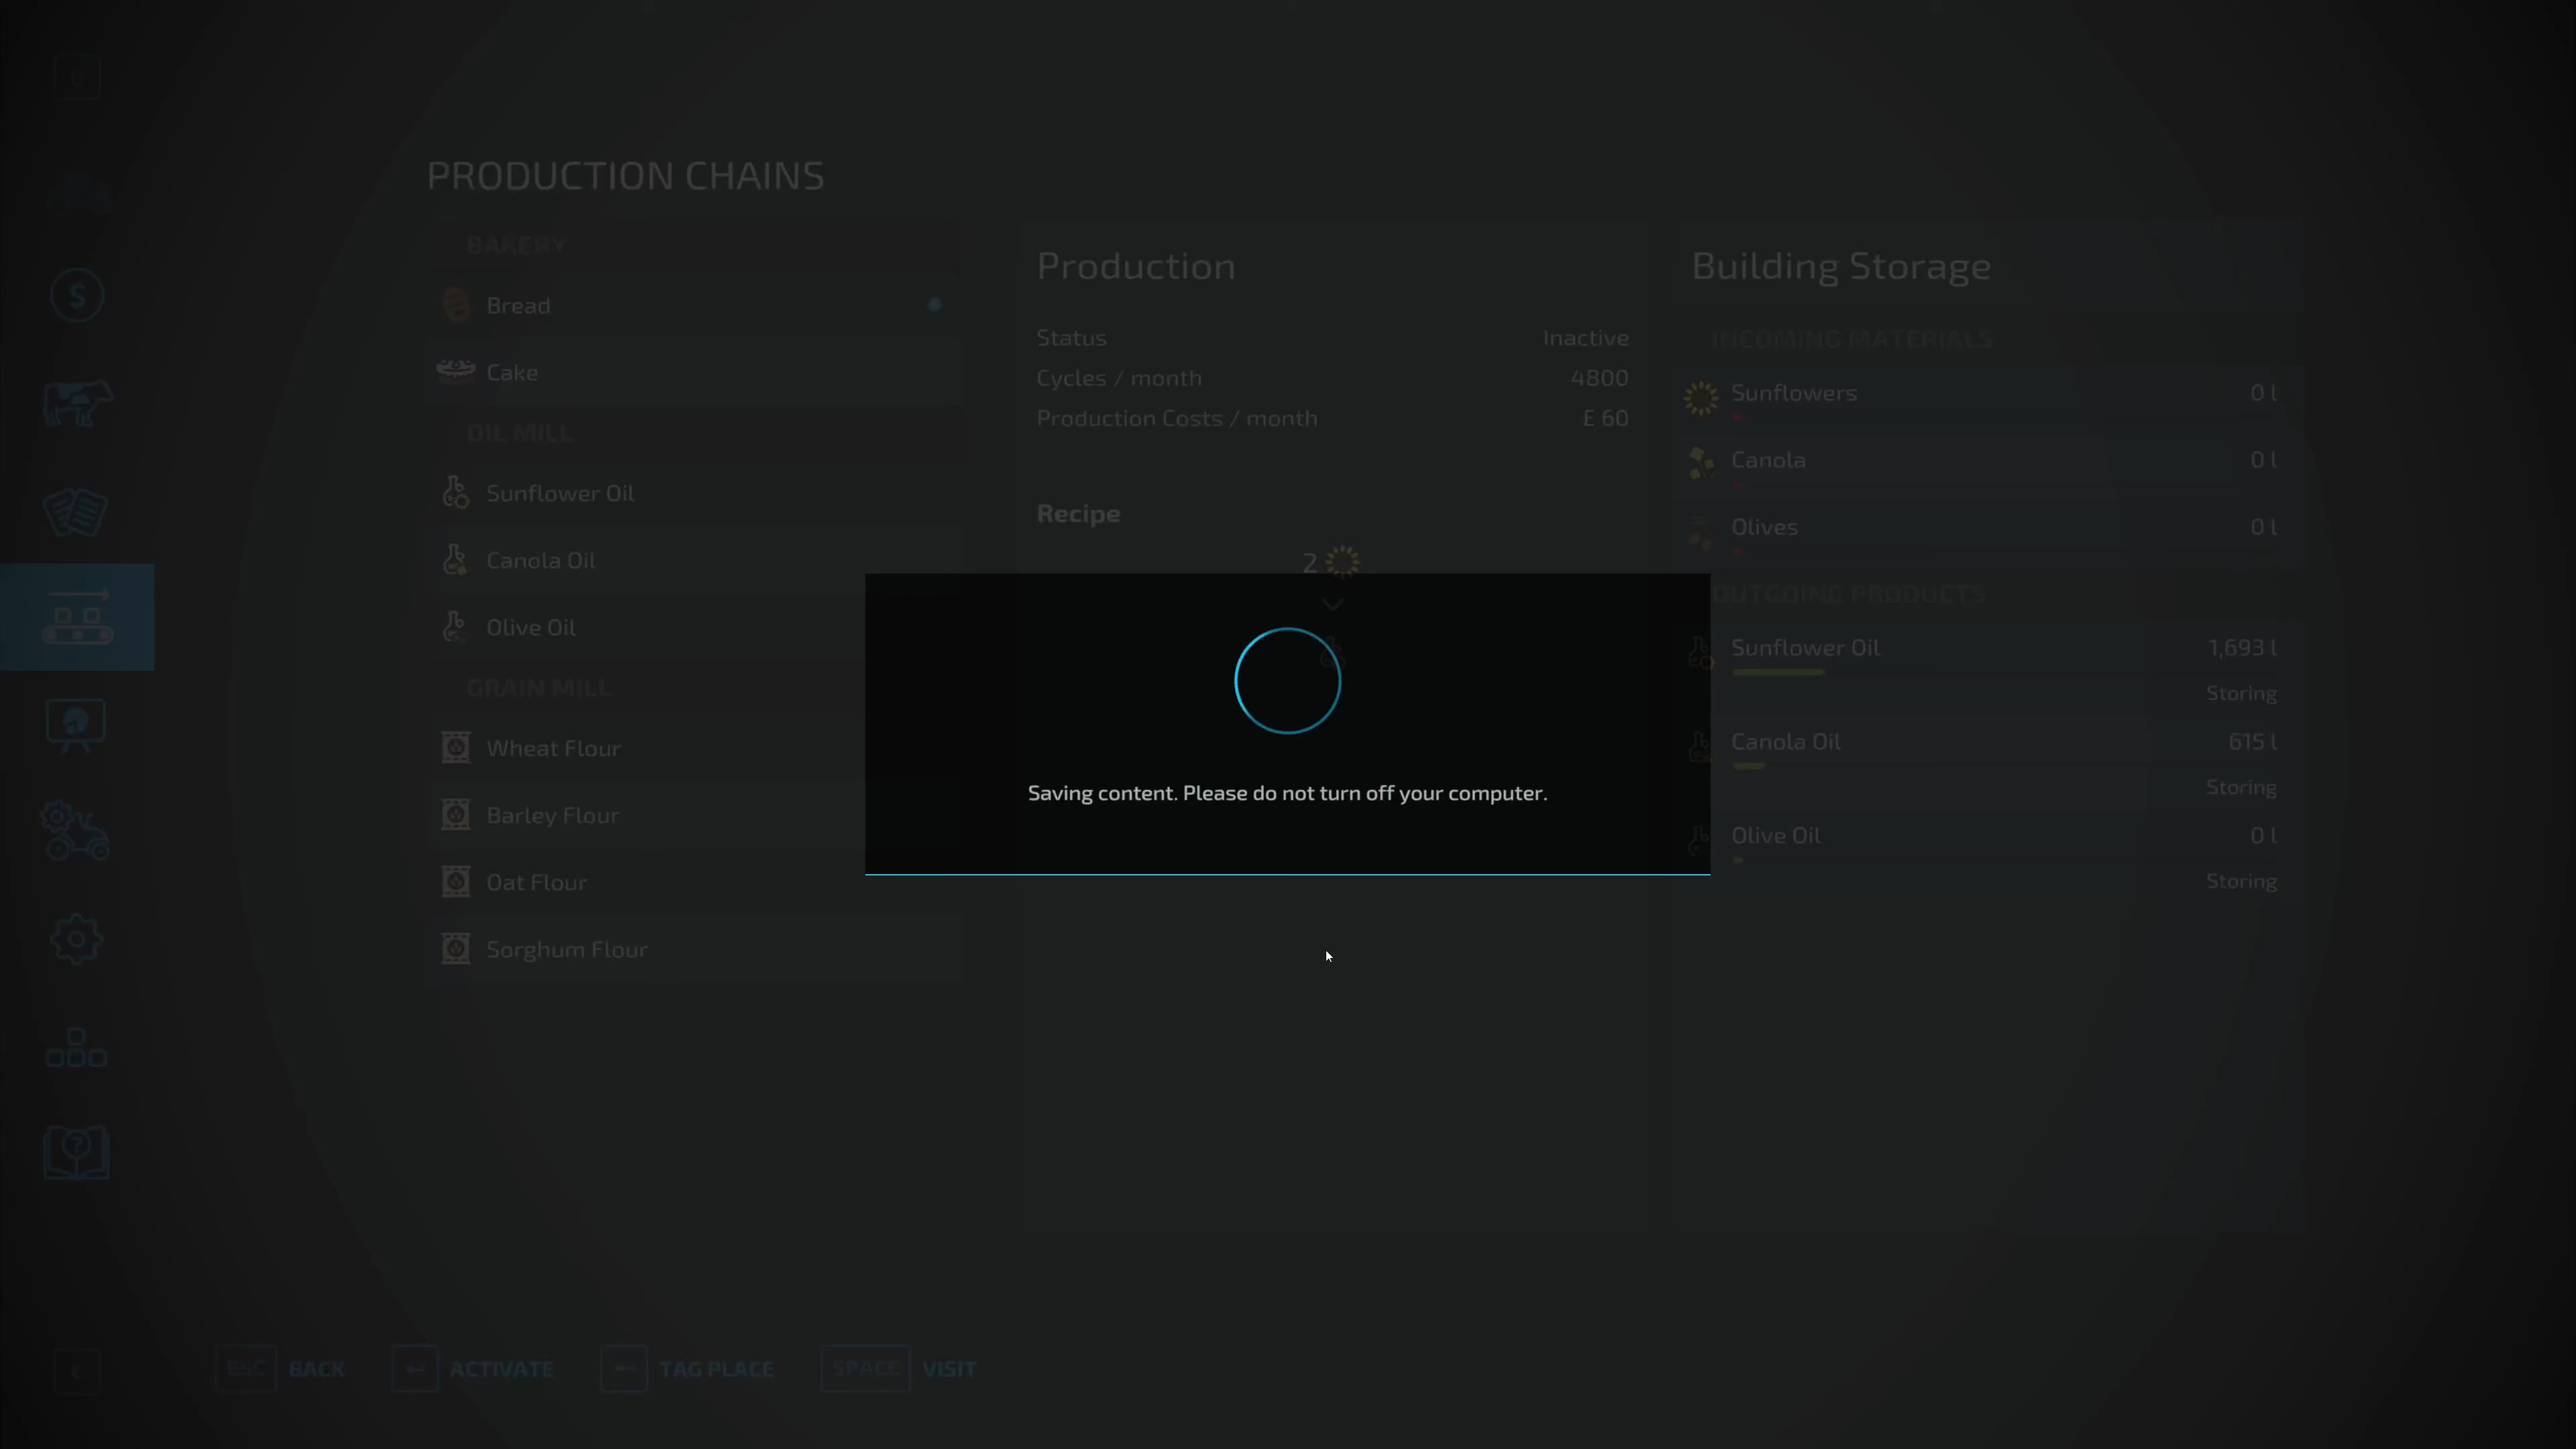 PRODUCTION CHAINS
BAKERY
Bread
Cake
OIL MILL
Sunflower Oil
Canola Oil
Olive Oil
GRAIN MILL
Wheat Flour
Barley Flour
Oat Flour
Sorghum Flour
Production
Status Inactive
Cycles / month 4800
Production Costs / month £ 60
Recipe
2
Saving content. Please do not turn off your computer.
Building Storage
INCOMING MATERIALS
Sunflowers 0 l
Canola 0 l
Olives 0 l
OUTGOING PRODUCTS
Sunflower Oil 1,693 l
Storing
Canola Oil 615 l
Storing
Olive Oil 0 l
Storing
ESC BACK ACTIVATE TAG PLACE SPACE VISIT